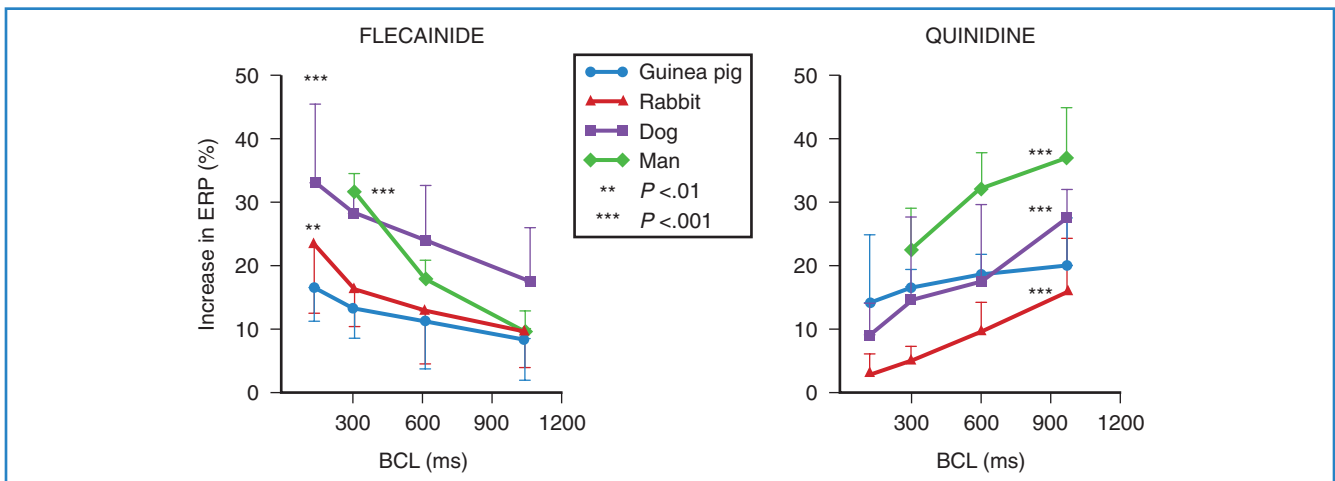 FLECAINIDE
Increase in ERP (%)
50
40
30
20
10
0
***
**
***
300 600 900 1200
BCL (ms)
Guinea pig
Rabbit
Dog
Man
** P <.01
*** P <.001
QUINIDINE
50
40
30
20
10
0
***
***
***
300 600 900 1200
BCL (ms)